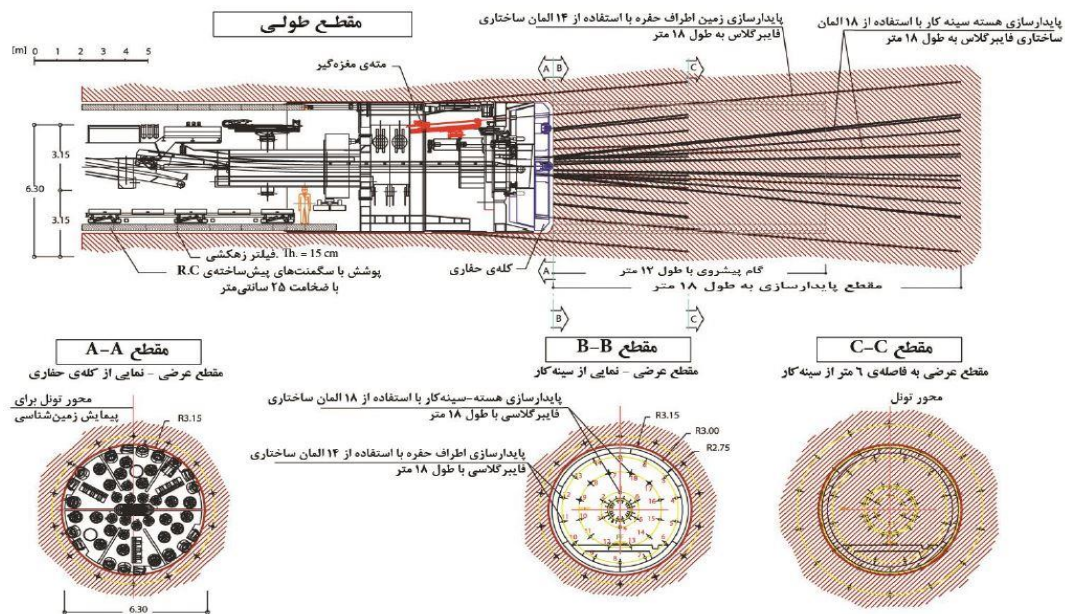 مقطع طولی
[m] 0 1 2 3 4 5
مته‌ی مغزه‌گیر
پایدارسازی زمین اطراف حفره با استفاده از ۱۴ المان ساختاری
فایبرگلاس به طول ۱۸ متر
پایدارسازی هسته سینه کار با استفاده از ۱۸ المان
ساختاری فایبرگلاس به طول ۱۸ متر
A B C
3.15
6.30
3.15
فیلتر زهکشی. Th. = 15 cm
پوشش با سگمنت‌های پیش‌ساخته‌ی R.C
با ضخامت ۲۵ سانتی‌متر
کله‌ی حفاری
گام پیشروی با طول ۱۲ متر
مقطع پایدارسازی به طول ۱۸ متر
A
B C
مقطع A-A
مقطع عرضی - نمایی از کله‌ی حفاری
محور تونل برای
پیمایش زمین‌شناسی
R3.15
6.30
مقطع B-B
مقطع عرضی - نمایی از سینه‌کار
پایدارسازی هسته-سینه‌کار با استفاده از ۱۸ المان ساختاری
فایبرگلاسی با طول ۱۸ متر
پایدارسازی اطراف حفره با استفاده از ۱۴ المان ساختاری
فایبرگلاسی با طول ۱۸ متر
R3.15
R3.00
R2.75
مقطع C-C
مقطع عرضی به فاصله‌ی ٦ متر از سینه‌کار
محور تونل